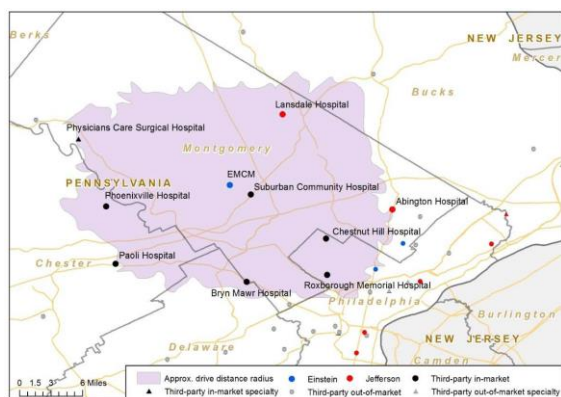 Berks
NEW JERSEY
Mercer
Bucks
Lansdale Hospital
Physicians Care Surgical Hospital
Montgomery
EMCM
PENNSYLVANIA
Suburban Community Hospital
Phoenixville Hospital
Abington Hospital
Chestnut Hill Hospital
Chester
Paoli Hospital
Bryn Mawr Hospital
Roxborough Memorial Hospital
Philadelphia
Burlington
NEW JERSEY
Delaware
Camden
0 1.5 3 6 Miles
Approx. drive distance radius
Einstein
Jefferson
Third-party in-market
Third-party in-market specialty
Third-party out-of-market
Third-party out-of-market specialty